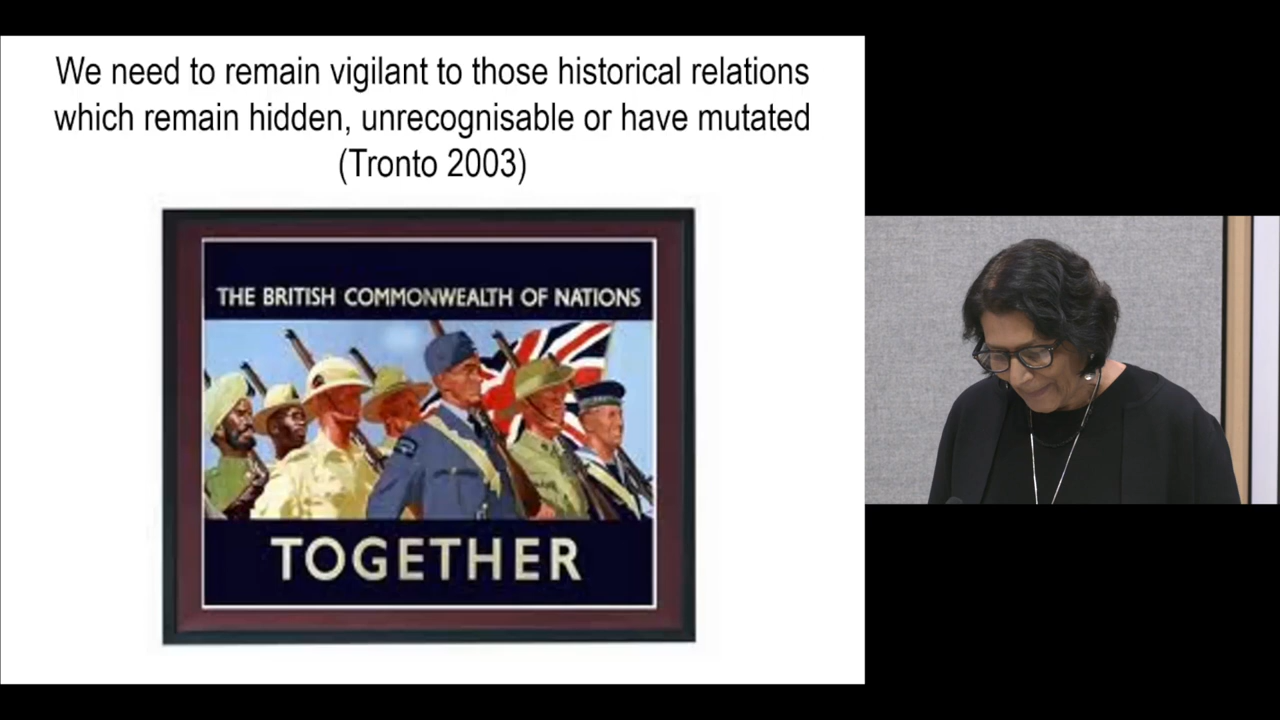 We need to remain vigilant to those historical relations
which remain hidden, unrecognisable or have mutated
(Tronto 2003)
THE BRITISH COMMONWEALTH OF NATIONS
TOGETHER